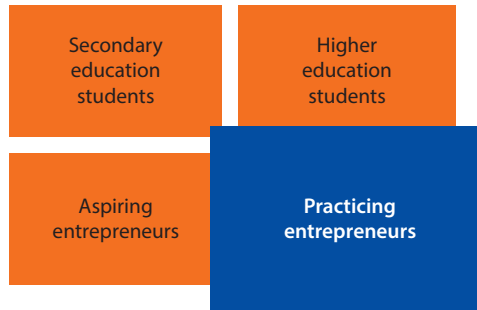 Secondary
education
students
Higher
education
students
Aspiring
entrepreneurs
Practicing
entrepreneurs